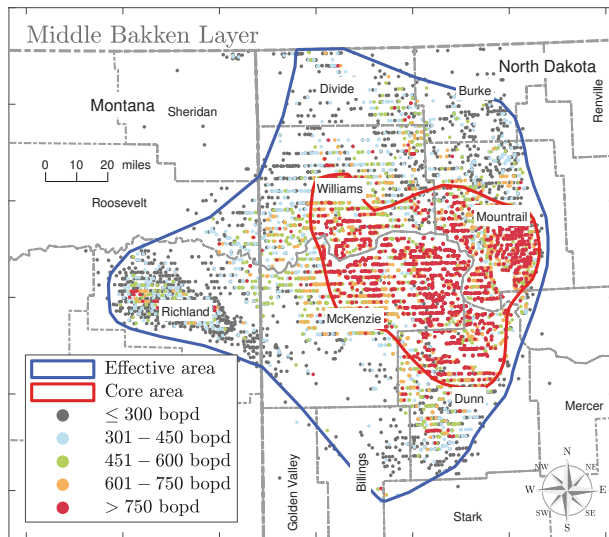 Middle Bakken Layer
North Dakota
Divide
Burke
Renville
Montana
Sheridan
0 10 20 miles
Williams
Roosevelt
Mountrail
Richland
McKenzie
Effective area
Core area
≤ 300 bopd
301 – 450 bopd
451 – 600 bopd
601 – 750 bopd
> 750 bopd
Dunn
Mercer
Golden Valley
Billings
Stark
N
NW
NE
W
E
SW
SE
S